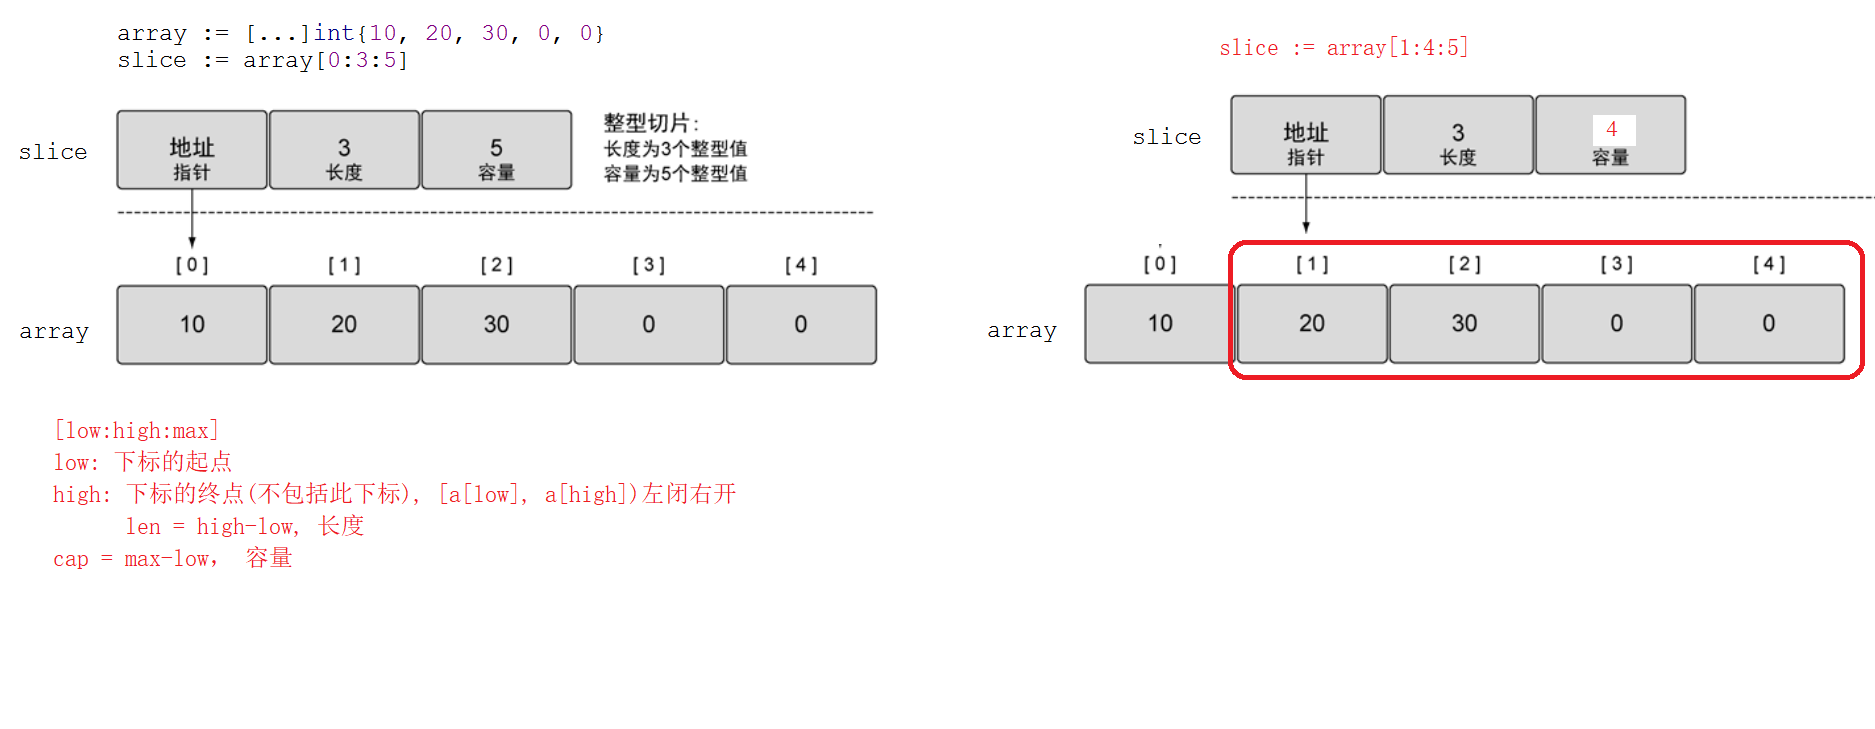 array := [...]int{10, 20, 30, 0, 0}
slice := array[0:3:5]
slice
地址
指针
3
长度
5
容量
整型切片:
长度为3个整型值
容量为5个整型值
[0] [1] [2] [3] [4]
array
10 20 30 0 0
[low:high:max]
low: 下标的起点
high: 下标的终点(不包括此下标), [a[low], a[high])左闭右开
len = high-low, 长度
cap = max-low, 容量
slice := array[1:4:5]
slice
地址
指针
3
长度
4
容量
[0] [1] [2] [3] [4]
array
10 20 30 0 0